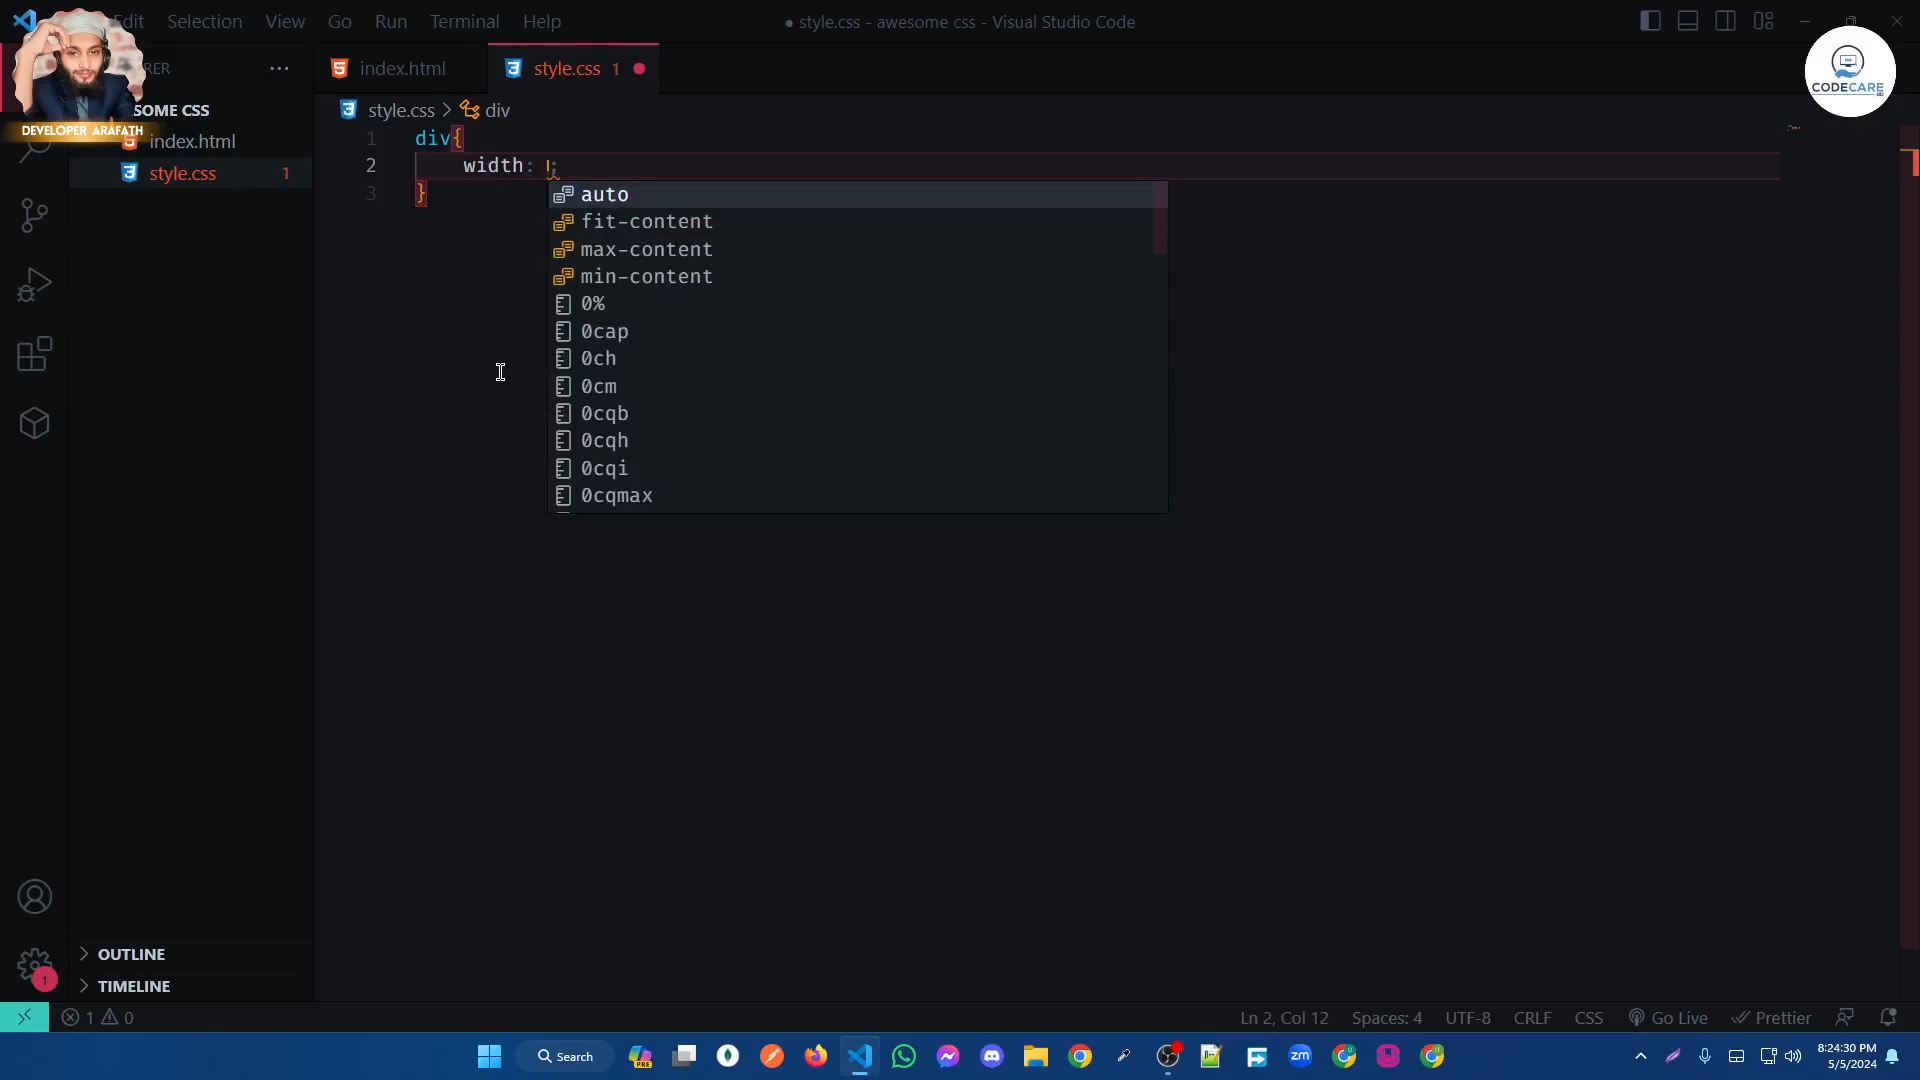 Edit Selection View Go Run Terminal Help
● style.css - awesome css - Visual Studio Code
DEVELOPER ARAFATH
CODECARE
RER
SOME CSS
index.html
style.css 1
index.html
style.css 1
style.css > div
1 div{
2 width: ;
3 }
auto
fit-content
max-content
min-content
0%
0cap
0ch
0cm
0cqb
0cqh
0cqi
0cqmax
OUTLINE
TIMELINE
1
1 0
Ln 2, Col 12 Spaces: 4 UTF-8 CRLF CSS Go Live Prettier
Search
PRE
zm
8:24:30 PM
5/5/2024